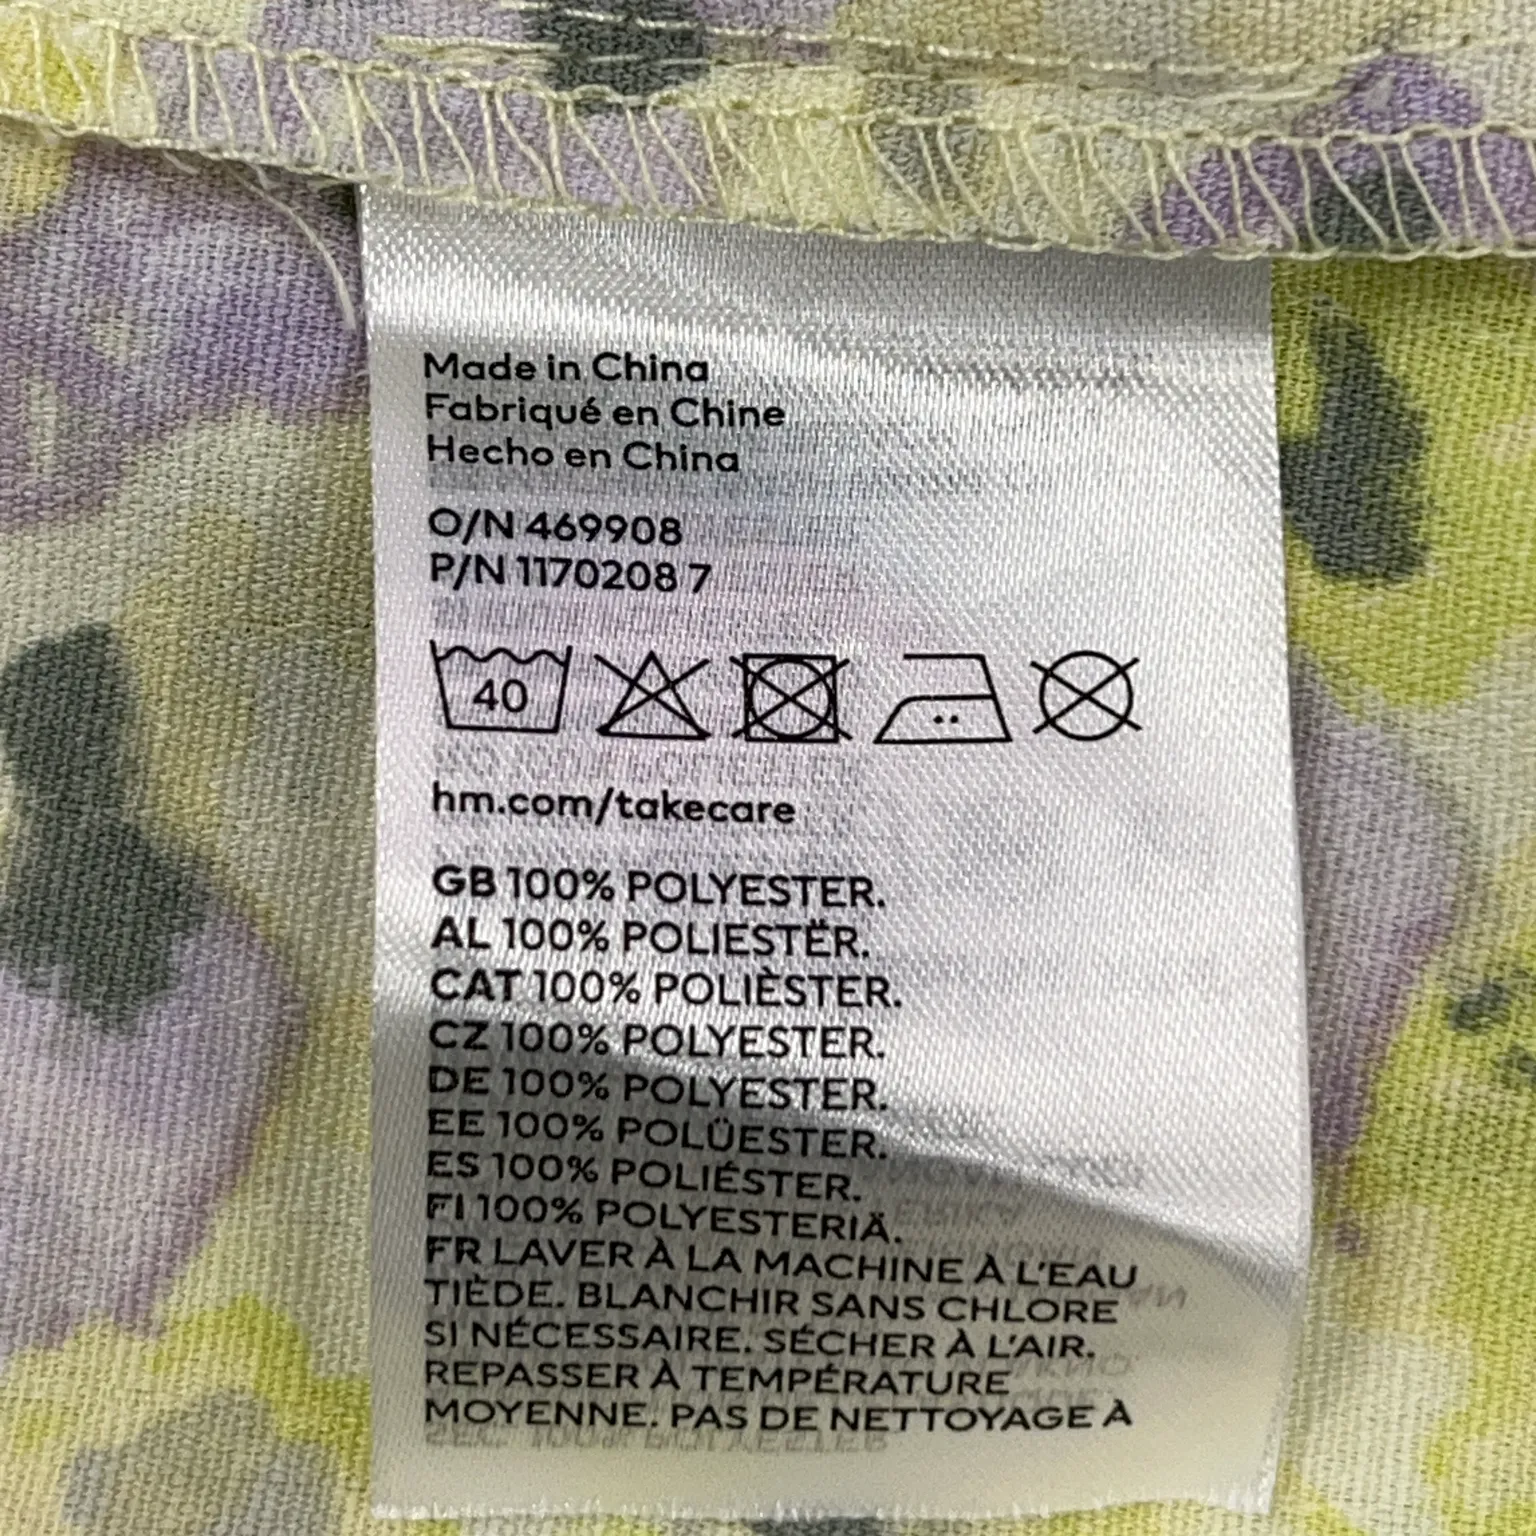 Made in China
Fabriqué en Chine
Hecho en China
O/N 469908
P/N 1170208 7
40
hm.com/takecare
GB 100% POLYESTER.
AL 100% POLIESTËR.
CAT 100% POLIÈSTER.
CZ 100% POLYESTER.
DE 100% POLYESTER.
EE 100% POLÜESTER.
ES 100% POLIÉSTER.
FI 100% POLYESTERIÄ.
FR LAVER À LA MACHINE À L'EAU
TIÈDE. BLANCHIR SANS CHLORE
SI NÉCESSAIRE. SÉCHER À L'AIR.
REPASSER À TEMPÉRATURE
MOYENNE. PAS DE NETTOYAGE À